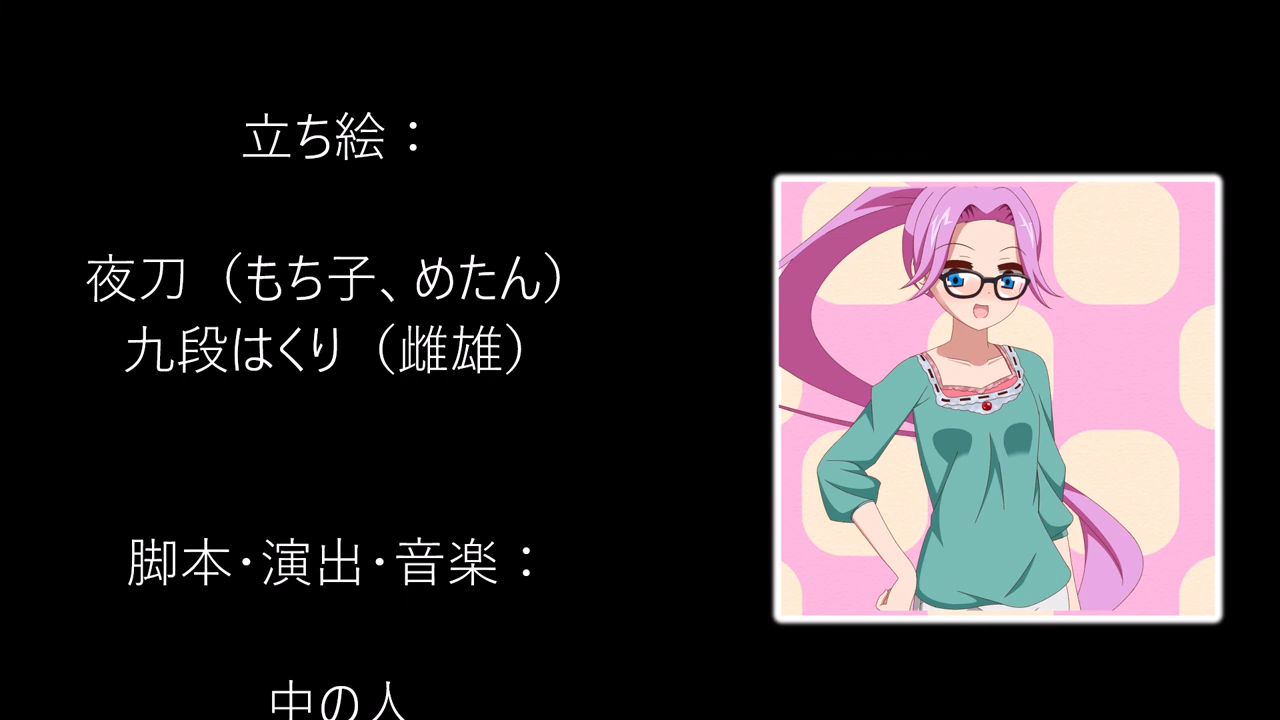 立ち絵：
夜刀（もち子、めたん）
九段はくり（雌雄）
脚本・演出・音楽：
中の人